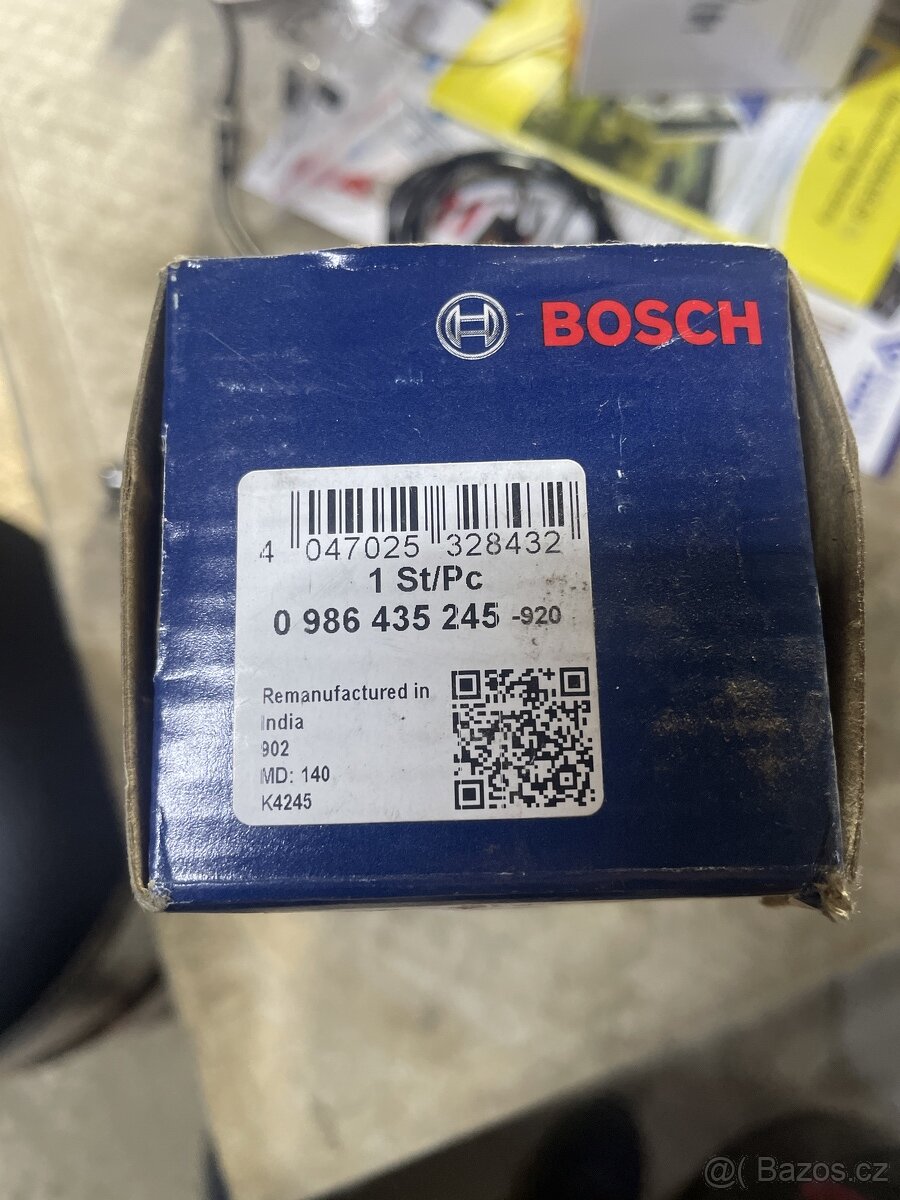 BOSCH
4 047025 328432
1 St/Pc
0 986 435 245 -920
Remanufactured in
India
902
MD: 140
K4245
@( Bazos.cz